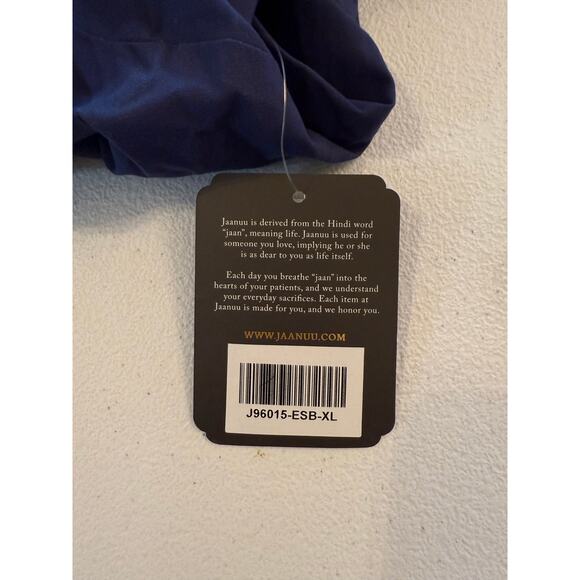 Jaanuu is derived from the Hindi word
"jaan", meaning life. Jaanuu is used for
someone you love, implying he or she
is as dear to you as life itself.
Each day you breathe "jaan" into the
hearts of your patients, and we understand
your everyday sacrifices. Each item at
Jaanuu is made for you, and we honor you.
WWW.JAANUU.COM
J96015-ESB-XL